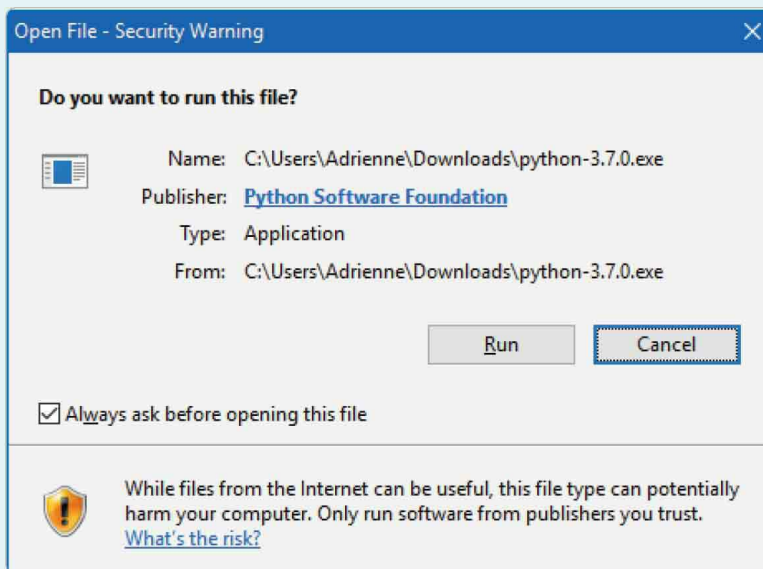 Open File - Security Warning
Do you want to run this file?
Name: C:\Users\Adrienne\Downloads\python-3.7.0.exe
Publisher: Python Software Foundation
Type: Application
From: C:\Users\Adrienne\Downloads\python-3.7.0.exe
Run Cancel
Always ask before opening this file
While files from the Internet can be useful, this file type can potentially
harm your computer. Only run software from publishers you trust.
What's the risk?